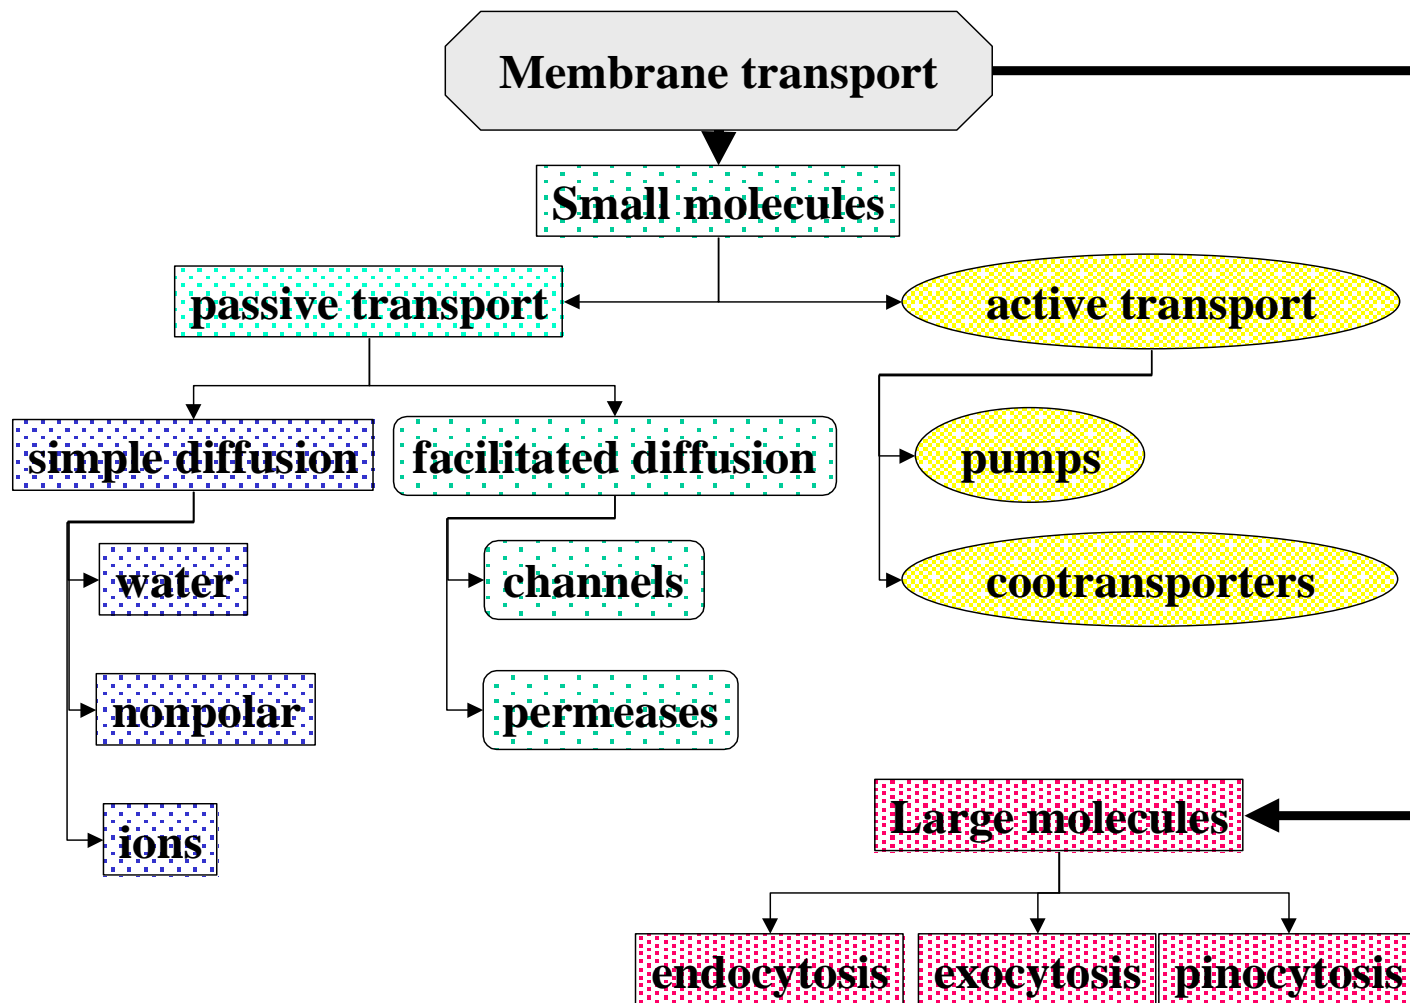 Membrane transport
Small molecules
passive transport
active transport
simple diffusion
facilitated diffusion
pumps
water
channels
cootransporters
nonpolar
permeases
ions
Large molecules
endocytosis
exocytosis
pinocytosis